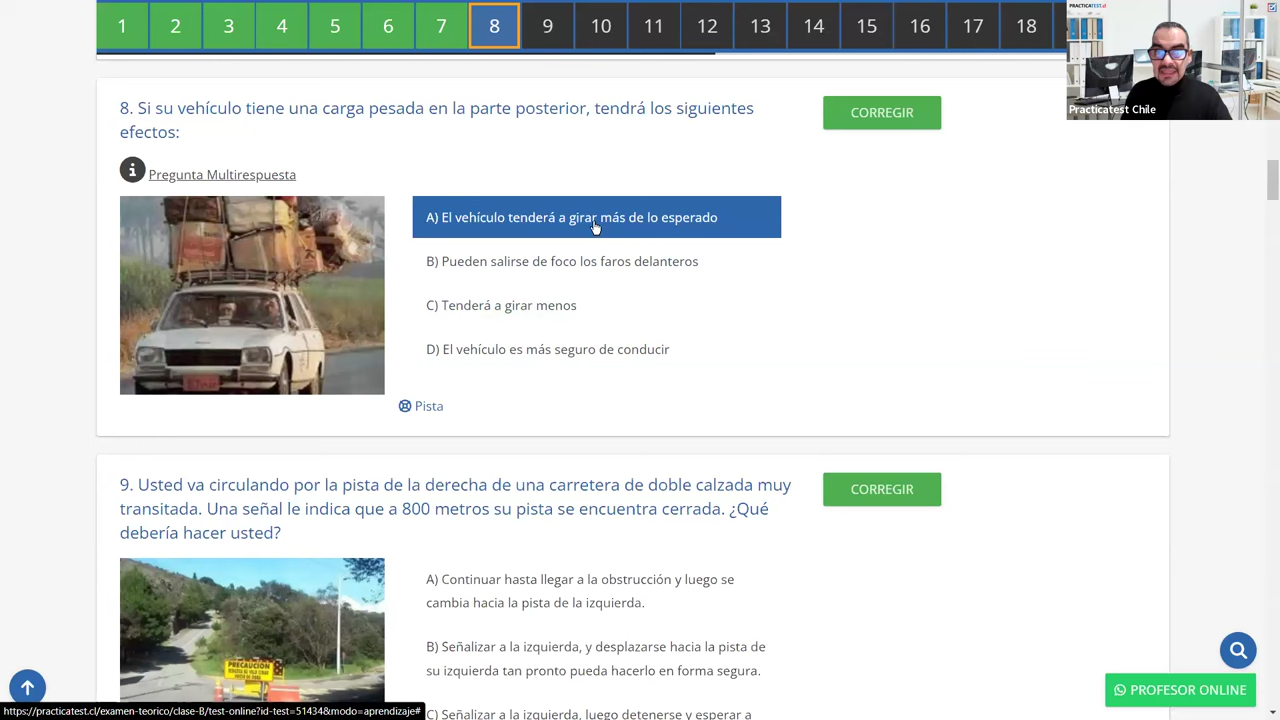 1 2 3 4 5 6 7 8 9 10 11 12 13 14 15 16 17 18
PRACTICATEST.cl
Practicatest Chile
8. Si su vehículo tiene una carga pesada en la parte posterior, tendrá los siguientes
efectos:
CORREGIR
Pregunta Multirespuesta
A) El vehículo tenderá a girar más de lo esperado
B) Pueden salirse de foco los faros delanteros
C) Tenderá a girar menos
D) El vehículo es más seguro de conducir
Pista
9. Usted va circulando por la pista de la derecha de una carretera de doble calzada muy
transitada. Una señal le indica que a 800 metros su pista se encuentra cerrada. ¿Qué
debería hacer usted?
CORREGIR
A) Continuar hasta llegar a la obstrucción y luego se
cambia hacia la pista de la izquierda.
B) Señalizar a la izquierda, y desplazarse hacia la pista de
su izquierda tan pronto pueda hacerlo en forma segura.
C) Señalizar a la izquierda, luego detenerse y esperar a
PRECAUCION
PROFESOR ONLINE
https://practicatest.cl/examen-teorico/clase-B/test-online?id-test=51434&modo=aprendizaje#